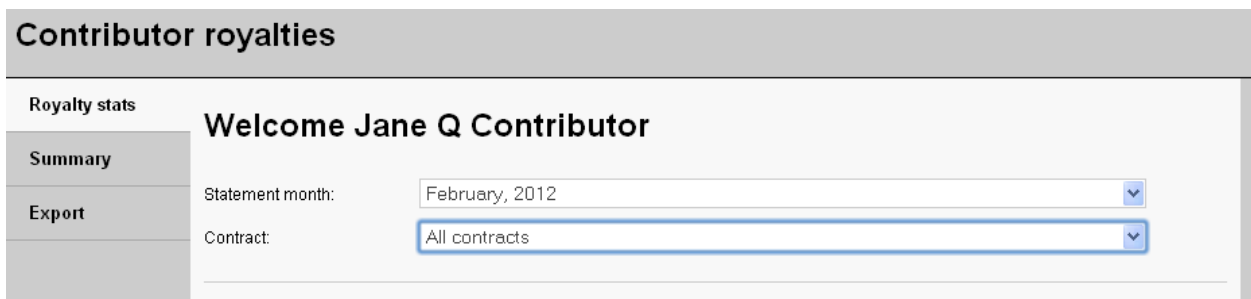 Contributor royalties
Royalty stats
Summary
Export
Welcome Jane Q Contributor
Statement month: February, 2012
Contract: All contracts